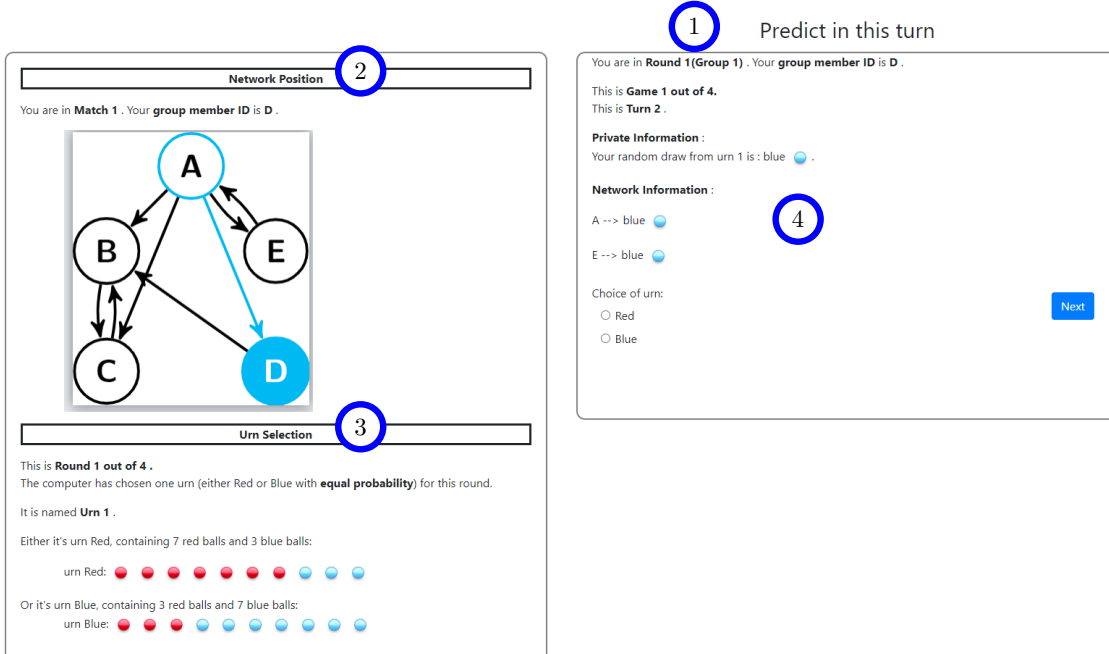 1
Predict in this turn
Network Position
2
You are in Match 1 . Your group member ID is D .
A
B
E
C
D
Urn Selection
3
This is Round 1 out of 4 .
The computer has chosen one urn (either Red or Blue with equal probability) for this round.
It is named Urn 1 .
Either it's urn Red, containing 7 red balls and 3 blue balls:
urn Red:
Or it's urn Blue, containing 3 red balls and 7 blue balls:
urn Blue:
You are in Round 1(Group 1) . Your group member ID is D .
This is Game 1 out of 4.
This is Turn 2 .
Private Information :
Your random draw from urn 1 is : blue .
Network Information :
A --> blue
4
E --> blue
Choice of urn:
Red
Blue
Next